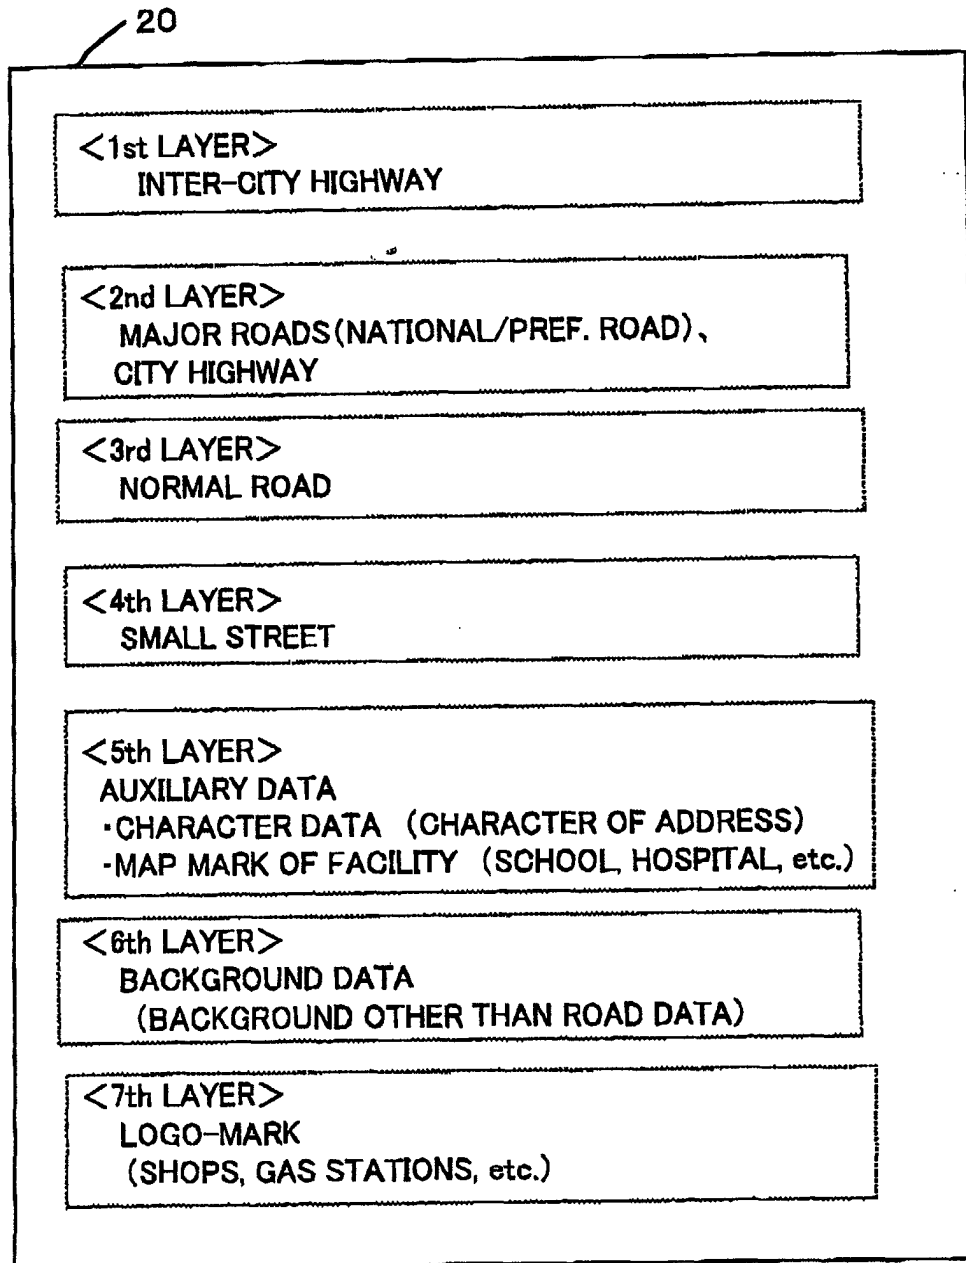 20
<1st LAYER>
INTER-CITY HIGHWAY
<2nd LAYER>
MAJOR ROADS(NATIONAL/PREF. ROAD)、
CITY HIGHWAY
<3rd LAYER>
NORMAL ROAD
<4th LAYER>
SMALL STREET
<5th LAYER>
AUXILIARY DATA
・CHARACTER DATA (CHARACTER OF ADDRESS)
・MAP MARK OF FACILITY (SCHOOL, HOSPITAL, etc.)
<6th LAYER>
BACKGROUND DATA
(BACKGROUND OTHER THAN ROAD DATA)
<7th LAYER>
LOGO-MARK
(SHOPS, GAS STATIONS, etc.)